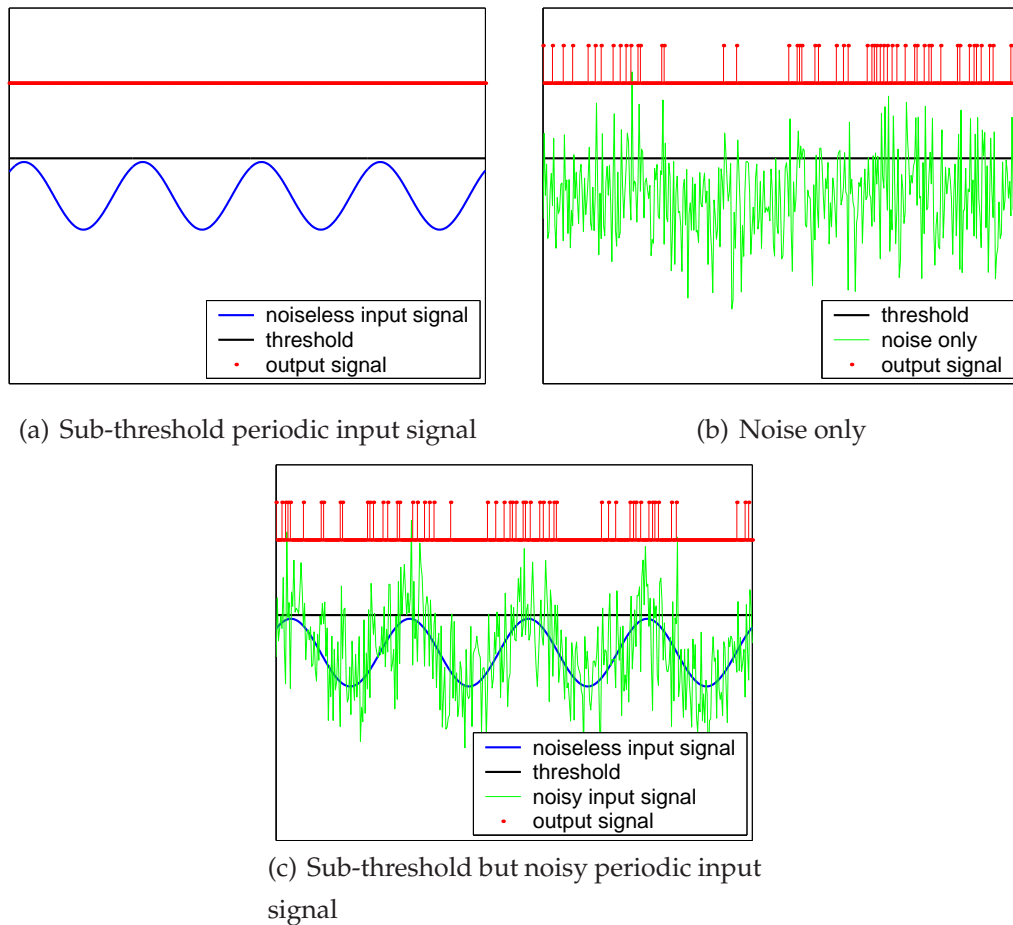 noiseless input signal
threshold
output signal
(a) Sub-threshold periodic input signal
threshold
noise only
output signal
(b) Noise only
noiseless input signal
threshold
noisy input signal
output signal
(c) Sub-threshold but noisy periodic input
signal